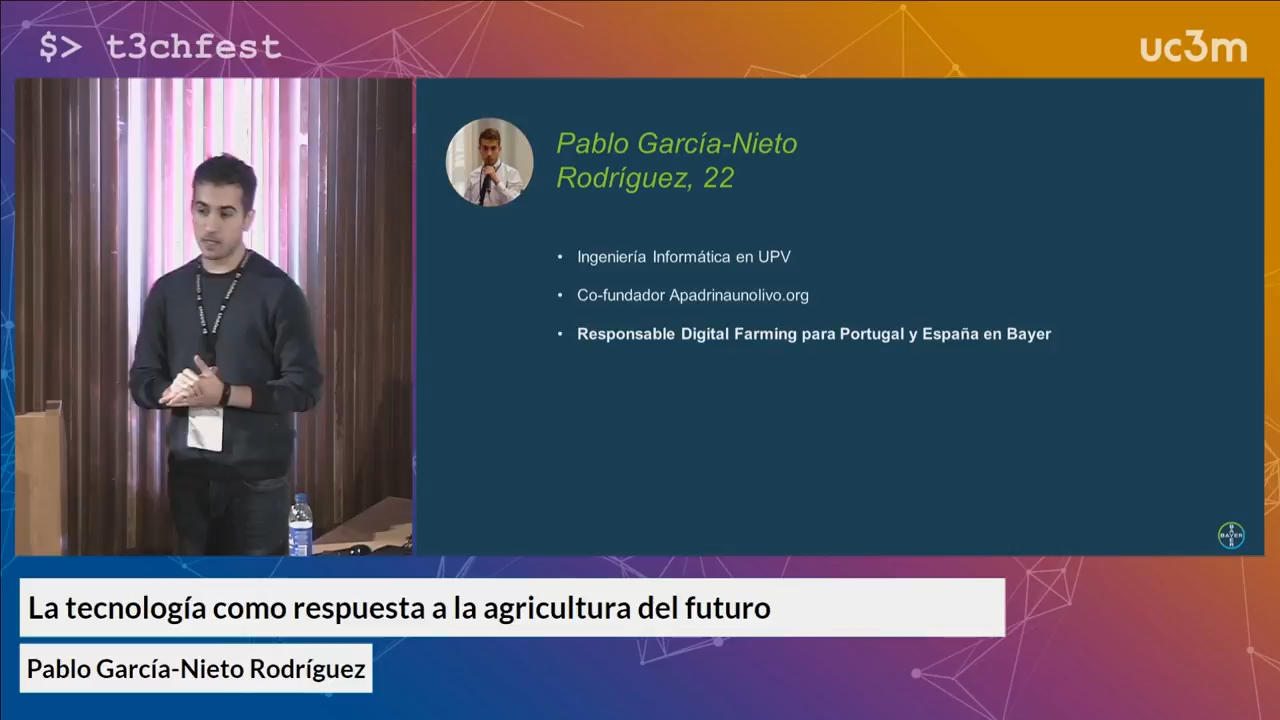 $> t3chfest
uc3m
Pablo García-Nieto
Rodríguez, 22
• Ingeniería Informática en UPV
• Co-fundador Apadrinaunolivo.org
• Responsable Digital Farming para Portugal y España en Bayer
BAYER
La tecnología como respuesta a la agricultura del futuro
Pablo García-Nieto Rodríguez